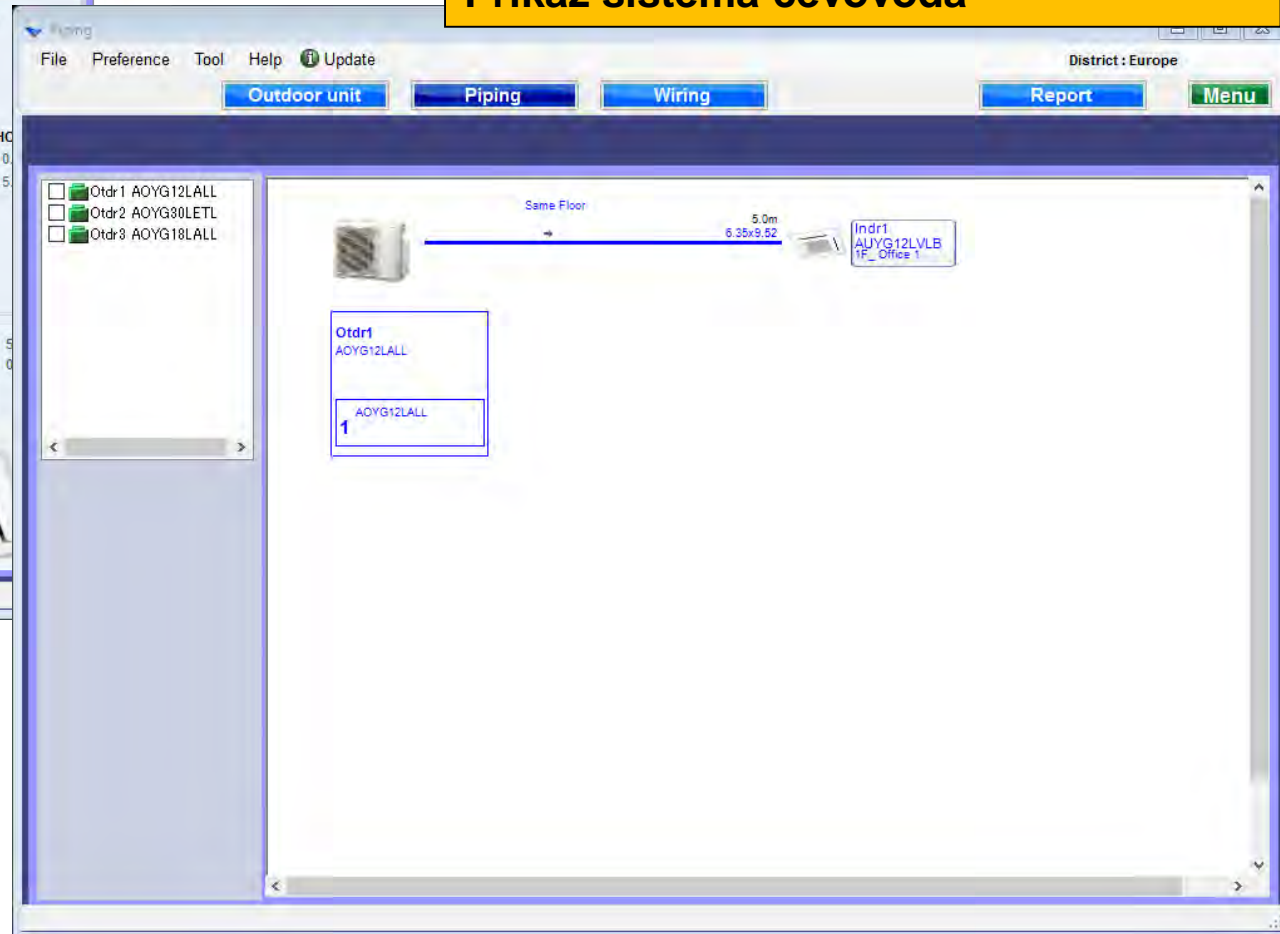 Prikaz sistema cevovoda
Piping
File Preference Tool Help Update
District : Europe
Outdoor unit Piping Wiring Report Menu
Otdr1 AOYG12LALL
Otdr2 AOYG30LETL
Otdr3 AOYG18LALL
Same Floor
5.0m
6.35x9.52
Indr1
AUYG12LVLB
1F_ Office 1
Otdr1
AOYG12LALL
AOYG12LALL
1